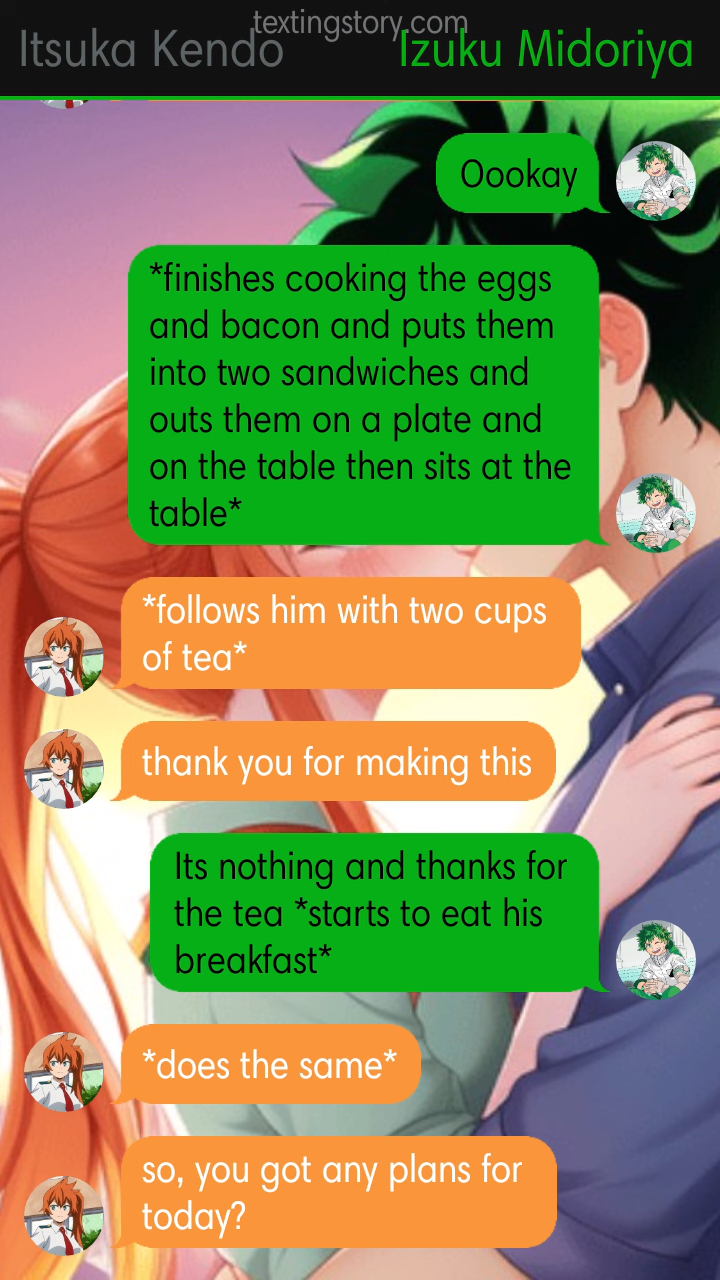 textingstory.com
Itsuka Kendo
Izuku Midoriya
Oookay
*finishes cooking the eggs
and bacon and puts them
into two sandwiches and
outs them on a plate and
on the table then sits at the
table*
*follows him with two cups
of tea*
thank you for making this
Its nothing and thanks for
the tea *starts to eat his
breakfast*
*does the same*
so, you got any plans for
today?